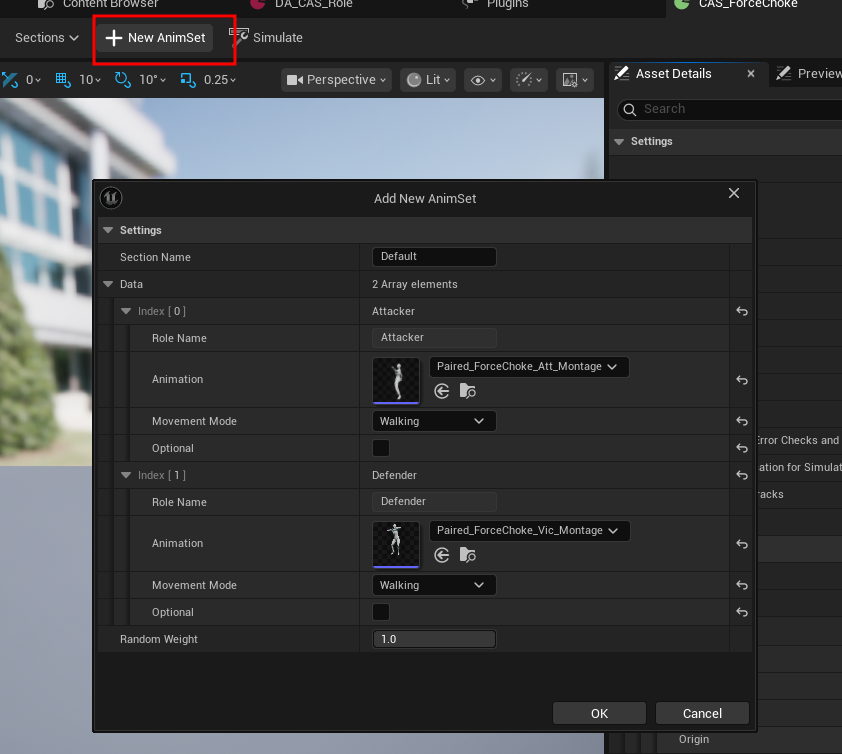 Content Browser
DA_CAS_Role
Plugins
CAS_ForceChoke
Sections
New AnimSet
Simulate
0
10
10°
0.25
Perspective
Lit
Asset Details
Preview
Search
Settings
Add New AnimSet
Settings
Section Name
Default
Data
2 Array elements
Index [ 0 ]
Attacker
Role Name
Attacker
Animation
Paired_ForceChoke_Att_Montage
Movement Mode
Walking
Optional
Error Checks and
Index [ 1 ]
Defender
ation for Simulat
Role Name
Defender
racks
Animation
Paired_ForceChoke_Vic_Montage
Movement Mode
Walking
Optional
Random Weight
1.0
OK
Cancel
Origin